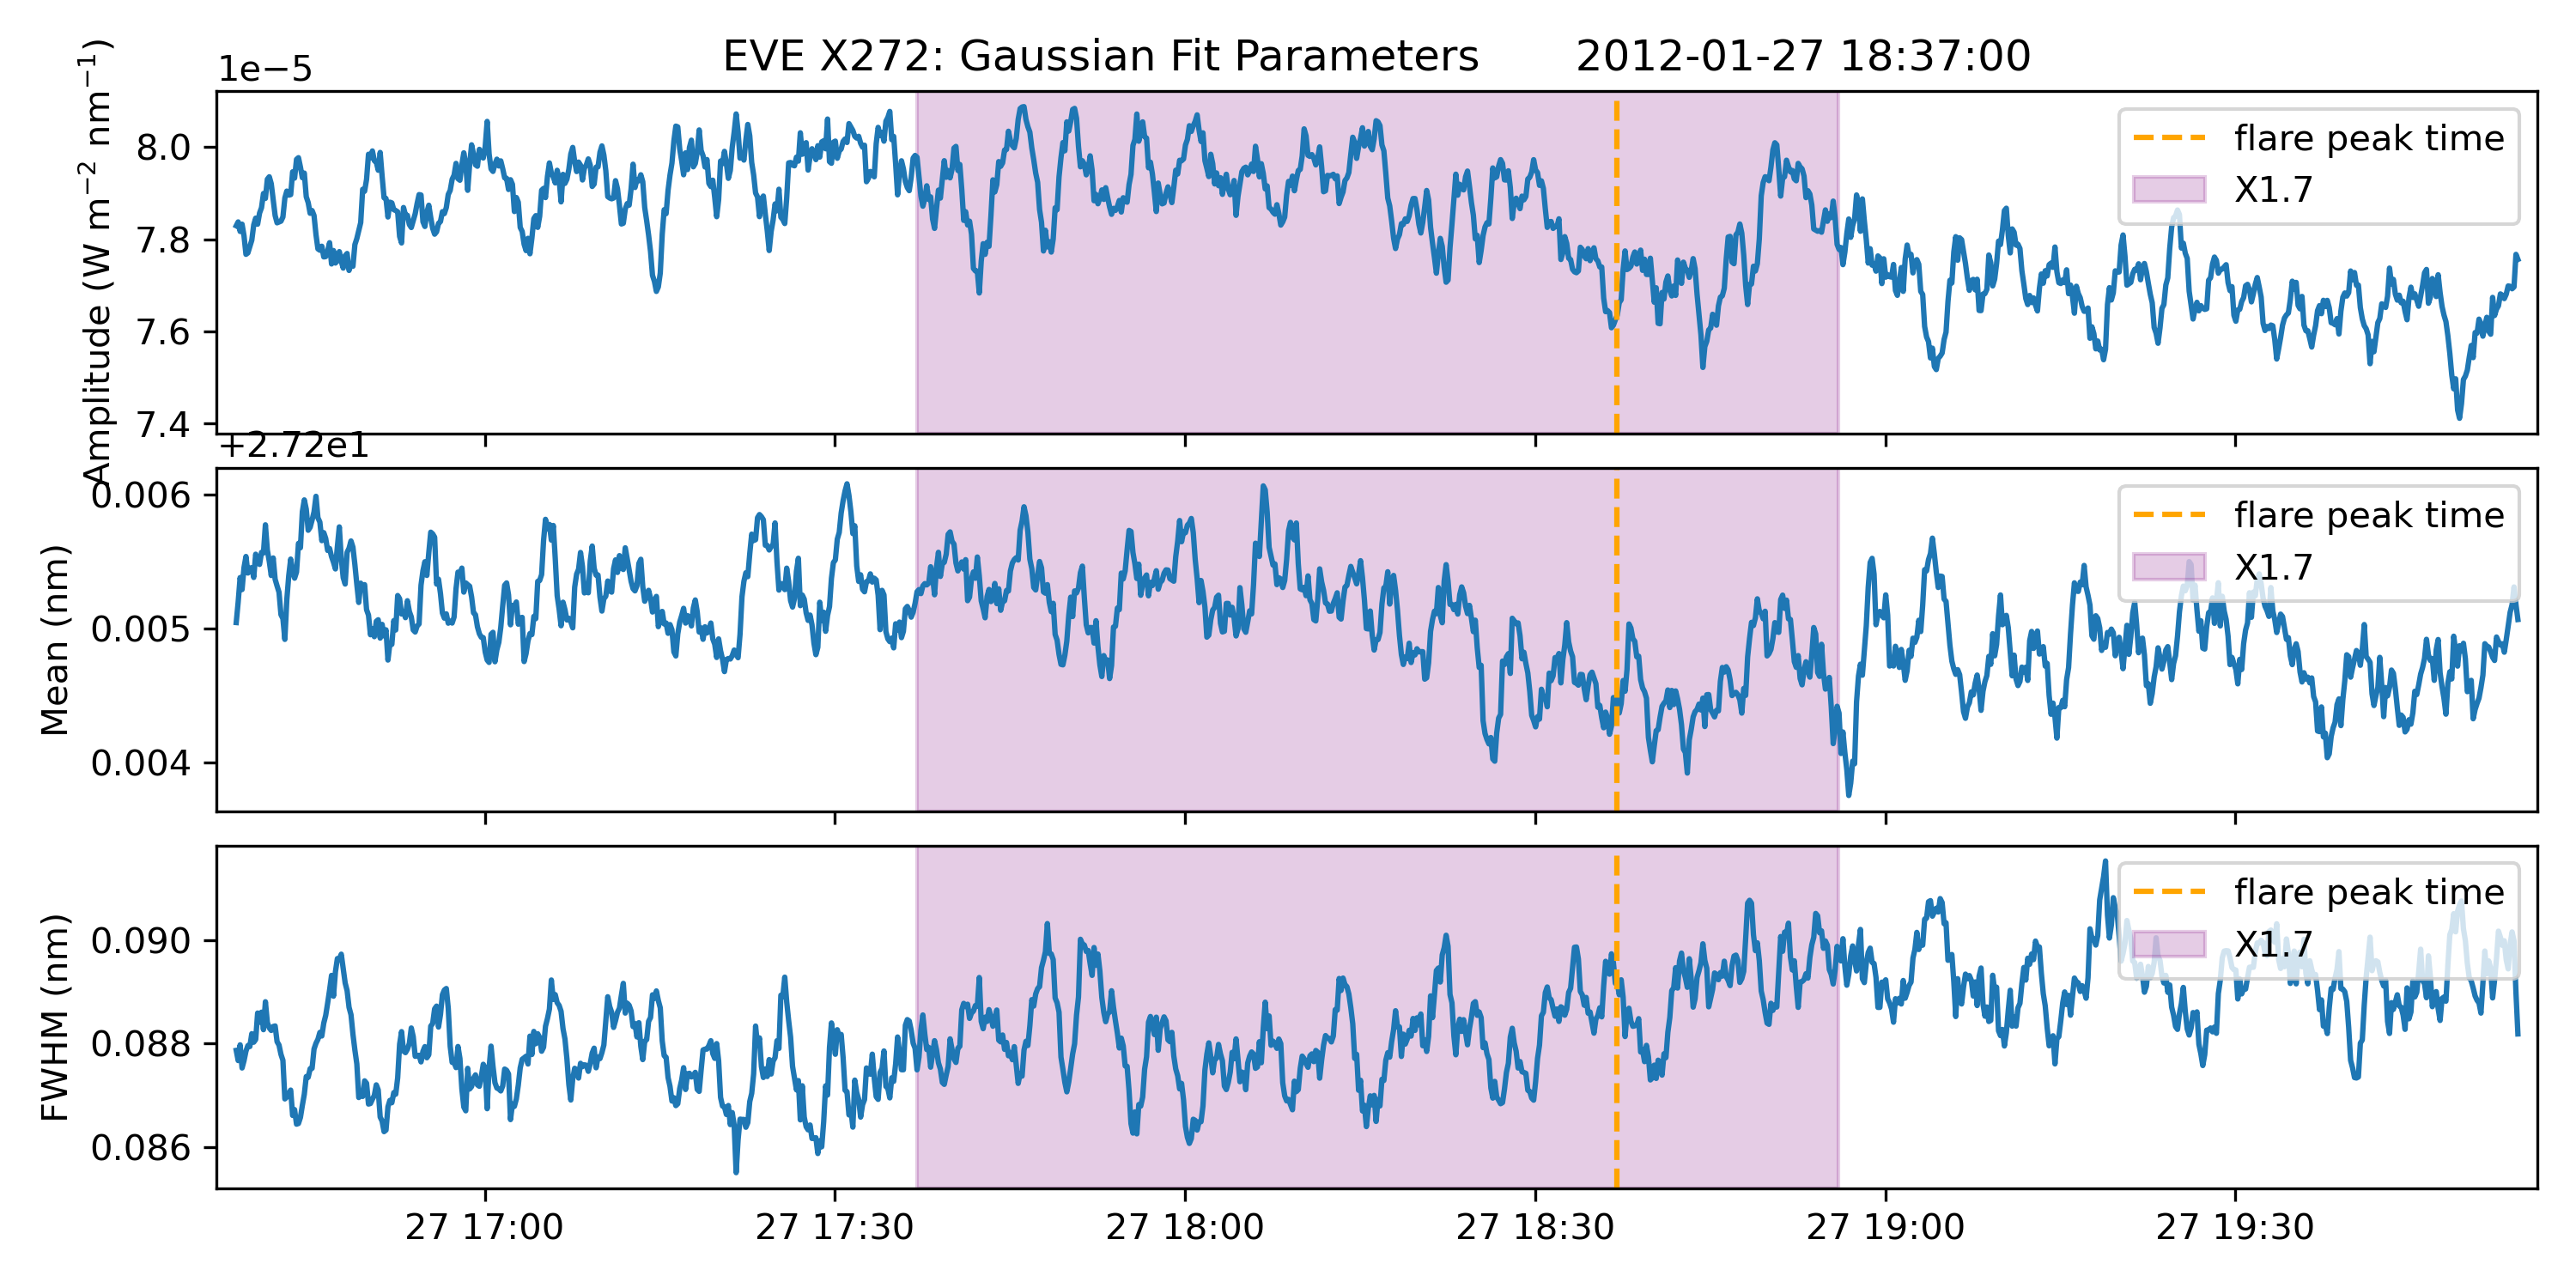 EVE X272: Gaussian Fit Parameters 2012-01-27 18:37:00
1e−5
Amplitude (W m⁻² nm⁻¹)
8.0
7.8
7.6
7.4
flare peak time
X1.7
+2.72e1
Mean (nm)
0.006
0.005
0.004
flare peak time
X1.7
FWHM (nm)
0.090
0.088
0.086
flare peak time
X1.7
27 17:00 27 17:30 27 18:00 27 18:30 27 19:00 27 19:30